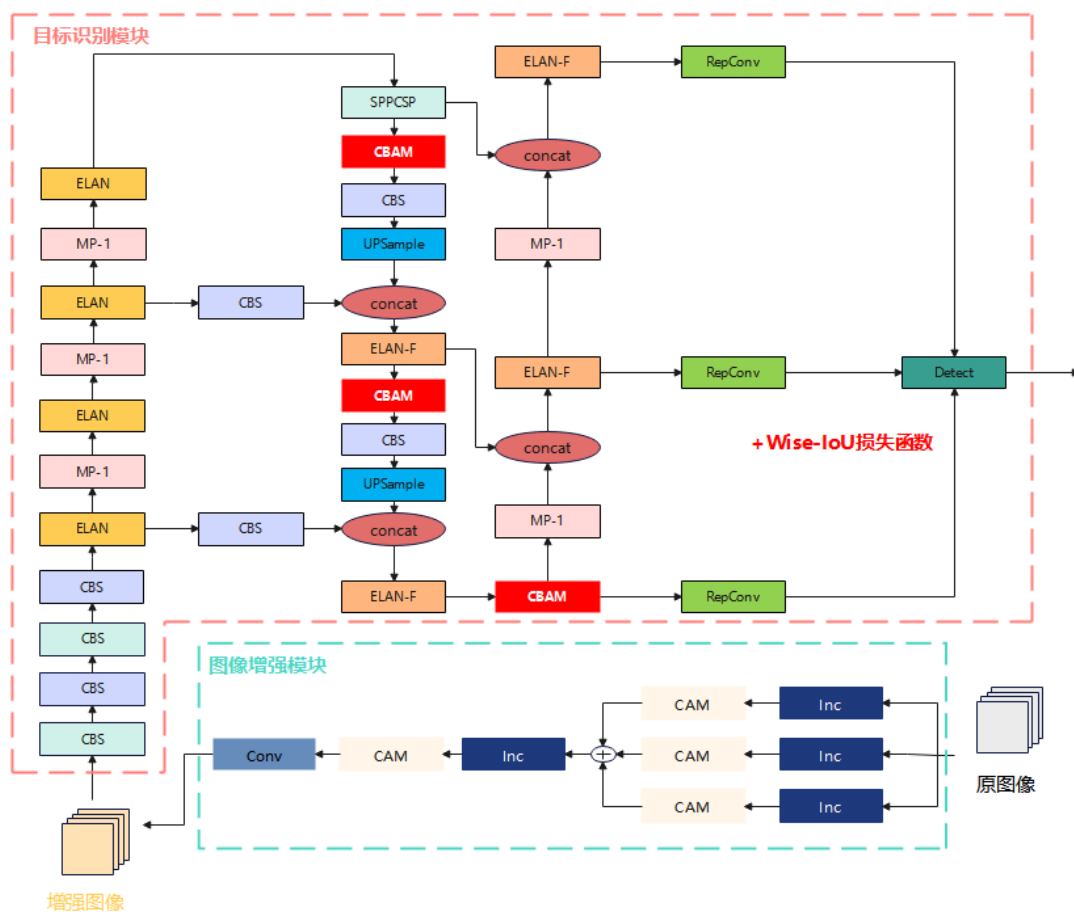 目标识别模块
ELAN-F
RepConv
SPPCSP
CBAM
concat
ELAN
CBS
MP-1
UPSample
MP-1
ELAN
CBS
concat
MP-1
ELAN-F
ELAN-F
RepConv
Detect
CBAM
ELAN
CBS
+Wise-IoU损失函数
concat
MP-1
UPSample
ELAN
CBS
concat
MP-1
CBS
ELAN-F
CBAM
RepConv
CBS
图像增强模块
CBS
CAM
Inc
CBS
Conv
CAM
Inc
CAM
Inc
原图像
CAM
Inc
增强图像